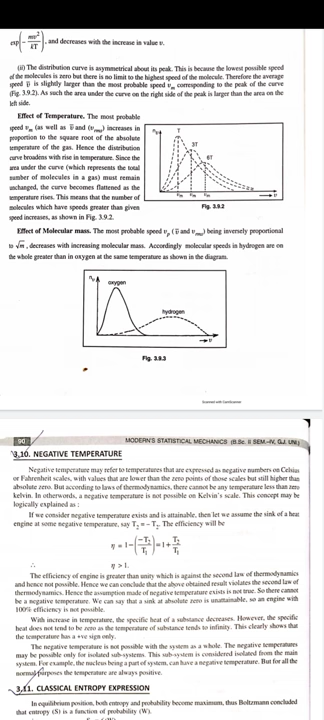 exp(-mv²/kT), and decreases with the increase in value v.
(ii) The distribution curve is asymmetrical about its peak. This is because the lowest possible speed
of the molecules is zero but there is no limit to the highest speed of the molecule. Therefore the average
speed v̄ is slightly larger than the most probable speed vₘ corresponding to the peak of the curve
(Fig. 3.9.2). As such the area under the curve on the right side of the peak is larger than the area on the
left side.
Effect of Temperature. The most probable
speed vₘ (as well as v̄ and (vᵣₘₛ) increases in
proportion to the square root of the absolute
temperature of the gas. Hence the distribution
curve broadens with rise in temperature. Since the
area under the curve (which represents the total
number of molecules in a gas) must remain
unchanged, the curve becomes flattened as the
temperature rises. This means that the number of
molecules which have speeds greater than given
speed increases, as shown in Fig. 3.9.2.
T
3T
6T
Fig. 3.9.2
Effect of Molecular mass. The most probable speed vₚ (v̄ and vᵣₘₛ) being inversely proportional
to √m, decreases with increasing molecular mass. Accordingly molecular speeds in hydrogen are on
the whole greater than in oxygen at the same temperature as shown in the diagram.
oxygen
hydrogen
v
Fig. 3.9.3
Scanned with CamScanner
90 MODERN'S STATISTICAL MECHANICS (B.Sc. II SEM.-IV, GJ. UNI.)
3.10. NEGATIVE TEMPERATURE
Negative temperature may refer to temperatures that are expressed as negative numbers on Celsius
or Fahrenheit scales, with values that are lower than the zero points of those scales but still higher than
absolute zero. But according to laws of thermodynamics, there cannot be any temperature less than zero
kelvin. In otherwords, a negative temperature is not possible on Kelvin's scale. This concept may be
logically explained as :
If we consider negative temperature exists and is attainable, then let we assume the sink of a heat
engine at some negative temperature, say T₂ = – T₂. The efficiency will be
η = 1 – (–T₂/T₁) = 1 + T₂/T₁
∴ η > 1.
The efficiency of engine is greater than unity which is against the second law of thermodynamics
and hence not possible. Hence we can conclude that the above obtained result violates the second law of
thermodynamics. Hence the assumption made of negative temperature exists is not true. So there cannot
be a negative temperature. We can say that a sink at absolute zero is unattainable, so an engine with
100% efficiency is not possible.
With increase in temperature, the specific heat of a substance decreases. However, the specific
heat does not tend to be zero as the temperature of substance tends to infinity. This clearly shows that
the temperature has a +ve sign only.
The negative temperature is not possible with the system as a whole. The negative temperatures
may be possible only for isolated sub-systems. This sub-system is considered isolated from the main
system. For example, the nucleus being a part of system, can have a negative temperature. But for all the
normal purposes the temperature are always positive.
3.11. CLASSICAL ENTROPY EXPRESSION
In equilibrium position, both entropy and probability become maximum, thus Boltzmann concluded
that entropy (S) is a function of probability (W).